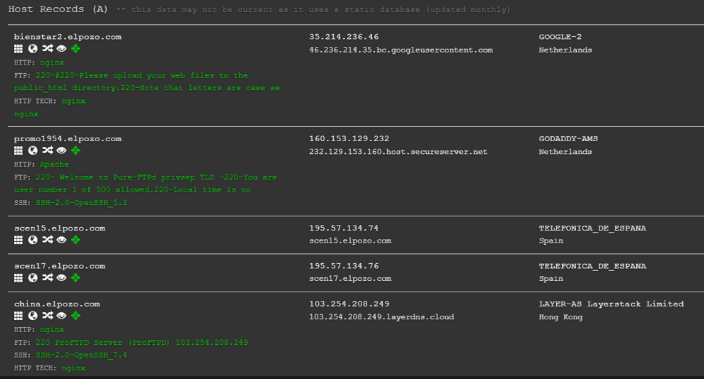 Host Records (A) ** this data may not be current as it uses a static database (updated monthly)
bienstar2.elpozo.com 35.214.236.46 GOOGLE-2
46.236.214.35.bc.googleusercontent.com Netherlands
HTTP: nginx
FTP: 220-#220-Please upload your web files to the
public_html directory.220-Note that letters are case se
HTTP TECH: nginx
nginx
promo1954.elpozo.com 160.153.129.232 GODADDY-AMS
232.129.153.160.host.secureserver.net Netherlands
HTTP: Apache
FTP: 220- Welcome to Pure-FTPd privsep TLS -220-You are
user number 1 of 500 allowed.220-Local time is no
SSH: SSH-2.0-OpenSSH_5.3
scen15.elpozo.com 195.57.134.74 TELEFONICA_DE_ESPANA
scen15.elpozo.com Spain
scen17.elpozo.com 195.57.134.76 TELEFONICA_DE_ESPANA
scen17.elpozo.com Spain
china.elpozo.com 103.254.208.249 LAYER-AS Layerstack Limited
103.254.208.249.layerdns.cloud Hong Kong
HTTP: nginx
FTP: 220 ProFTPD Server (ProFTPD) 103.254.208.249
SSH: SSH-2.0-OpenSSH_7.4
HTTP TECH: nginx